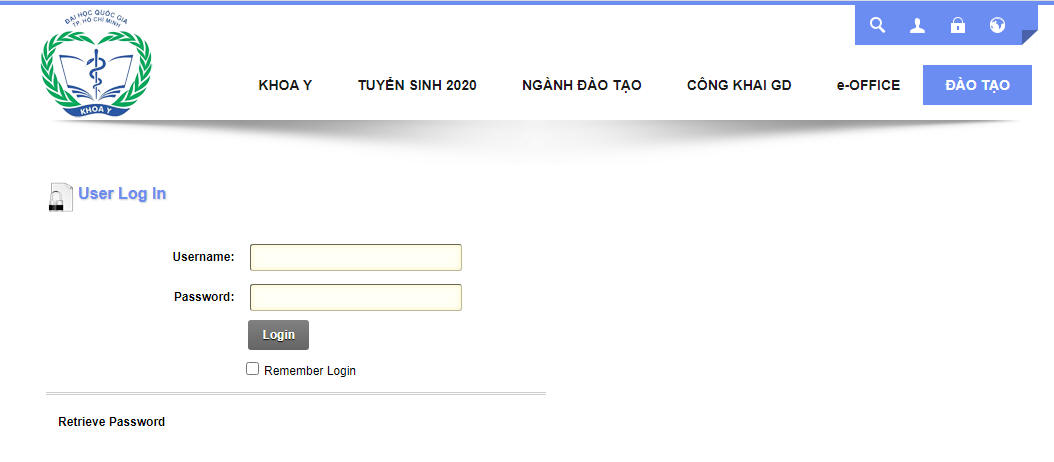 ĐẠI HỌC QUỐC GIA
TP. HỒ CHÍ MINH
KHOA Y
KHOA Y TUYỂN SINH 2020 NGÀNH ĐÀO TẠO CÔNG KHAI GD e-OFFICE ĐÀO TẠO
User Log In
Username:
Password:
Login
Remember Login
Retrieve Password